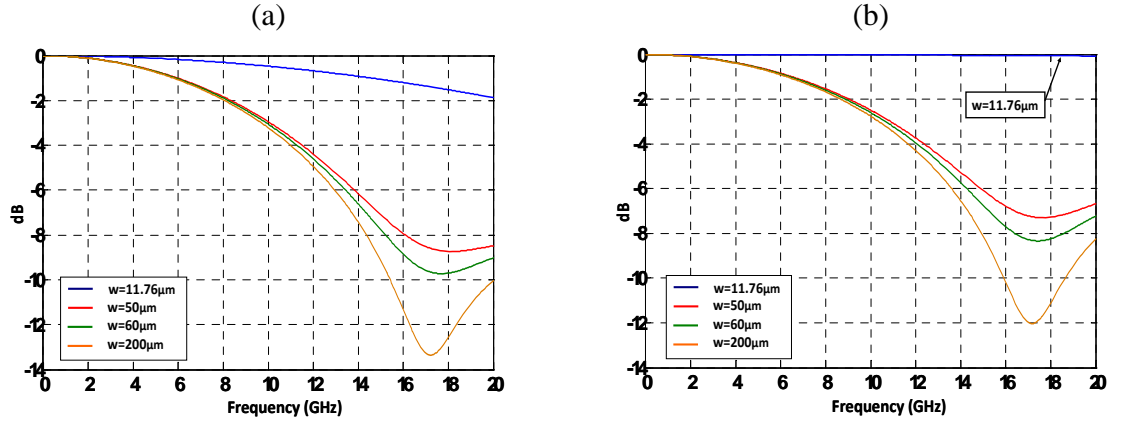 (a)
(b)
0
-2
-4
-6
-8
-10
-12
-14
dB
w=11.76µm
w=50µm
w=60µm
w=200µm
0 2 4 6 8 10 12 14 16 18 20
Frequency (GHz)
0
-2
-4
-6
-8
-10
-12
-14
dB
w=11.76µm
w=11.76µm
w=50µm
w=60µm
w=200µm
0 2 4 6 8 10 12 14 16 18 20
Frequency (GHz)